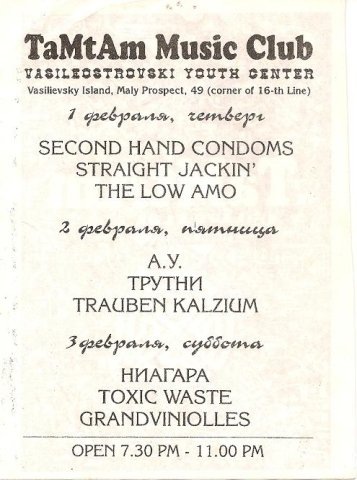 TaMtAm Music Club
VASILEOSTROVSKI YOUTH CENTER
Vasilievsky Island, Maly Prospect, 49 (corner of 16-th Line)
1 февраля, четверг
SECOND HAND CONDOMS
STRAIGHT JACKIN'
THE LOW AMO
2 февраля, пятница
А.У.
ТРУТНИ
TRAUBEN KALZIUM
3 февраля, суббота
НИАГАРА
TOXIC WASTE
GRANDVINIOLLES
OPEN 7.30 PM - 11.00 PM